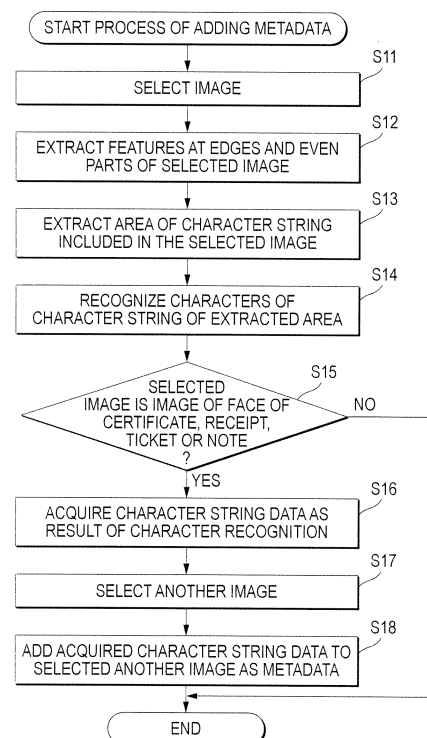 START PROCESS OF ADDING METADATA
S11
SELECT IMAGE
S12
EXTRACT FEATURES AT EDGES AND EVEN
PARTS OF SELECTED IMAGE
S13
EXTRACT AREA OF CHARACTER STRING
INCLUDED IN THE SELECTED IMAGE
S14
RECOGNIZE CHARACTERS OF
CHARACTER STRING OF EXTRACTED AREA
S15
SELECTED
IMAGE IS IMAGE OF FACE OF
CERTIFICATE, RECEIPT,
TICKET OR NOTE
?
NO
YES
S16
ACQUIRE CHARACTER STRING DATA AS
RESULT OF CHARACTER RECOGNITION
S17
SELECT ANOTHER IMAGE
S18
ADD ACQUIRED CHARACTER STRING DATA TO
SELECTED ANOTHER IMAGE AS METADATA
END